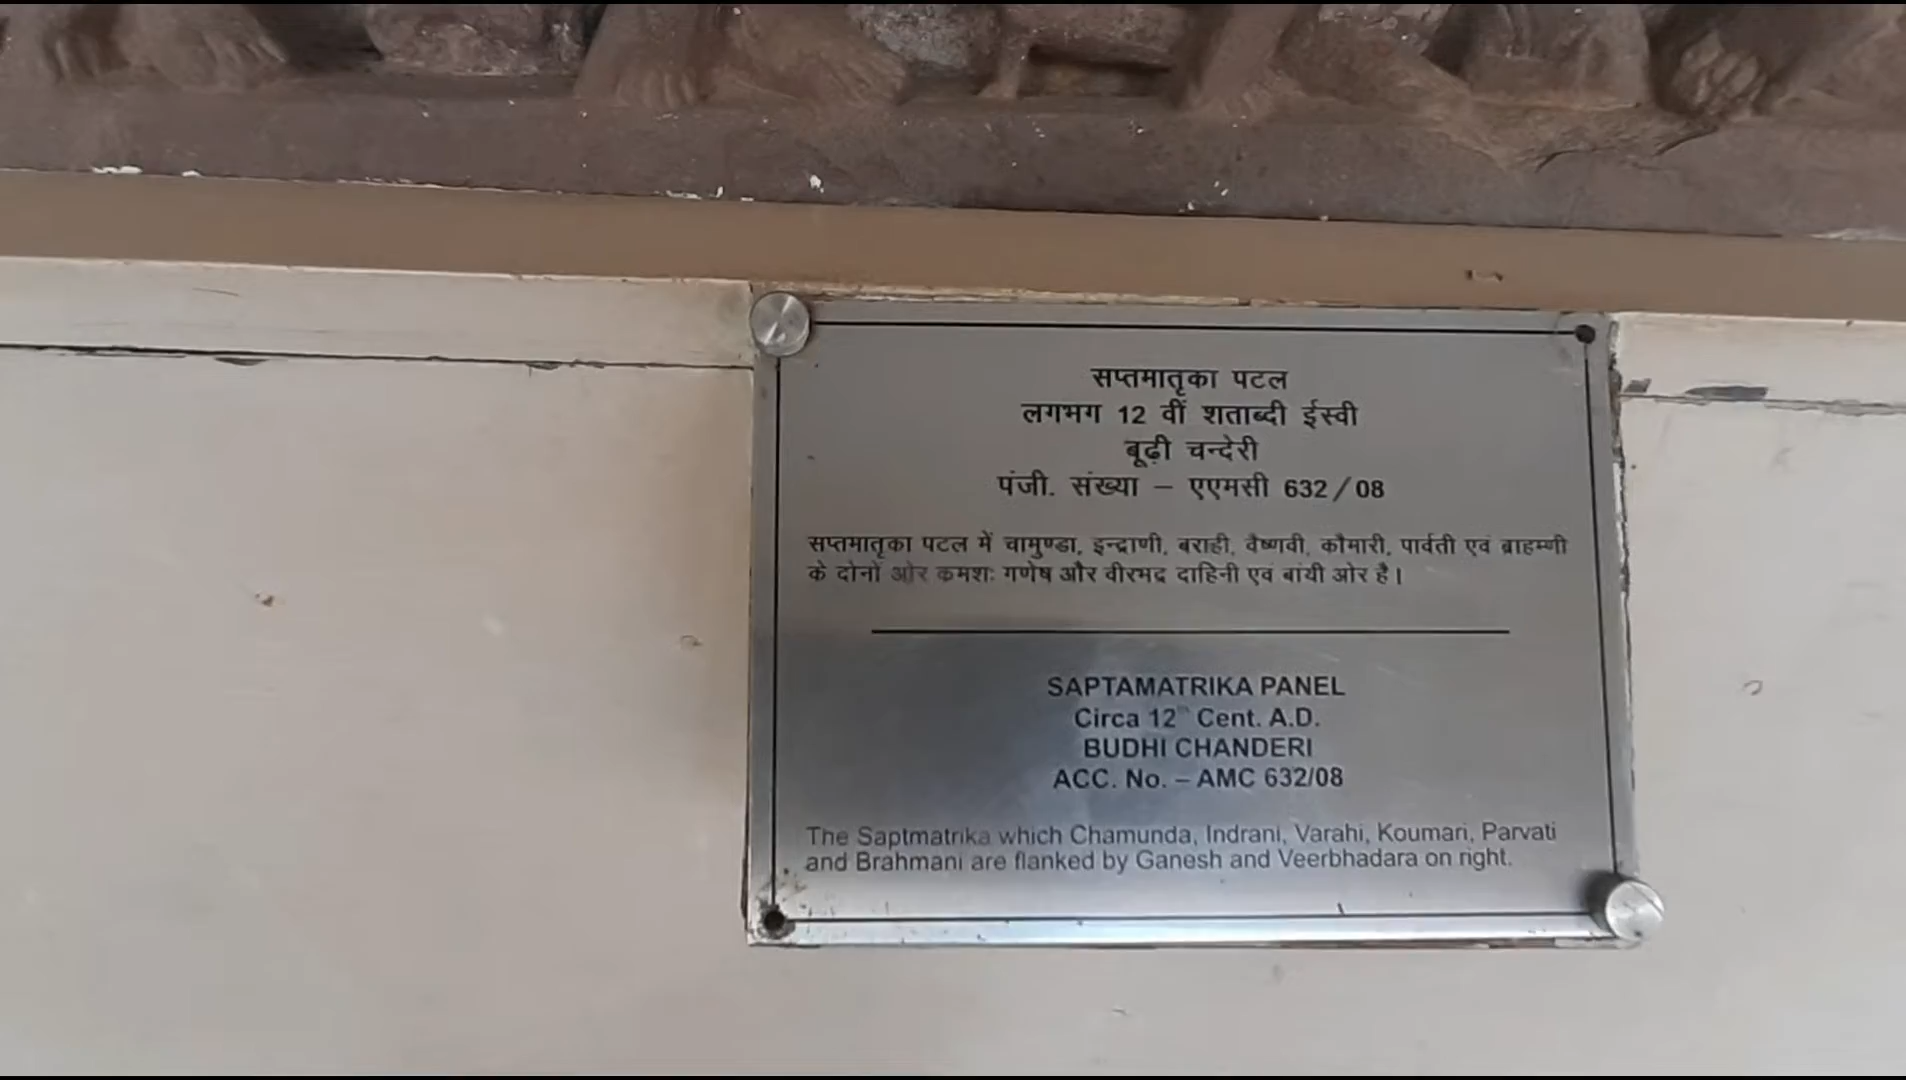 सप्तमातृका पटल
लगभग 12 वीं शताब्दी ईस्वी
बूढ़ी चन्देरी
पंजी. संख्या – एएमसी 632/08
सप्तमातृका पटल में चामुण्डा, इन्द्राणी, बराही, वैष्णवी, कौमारी, पार्वती एवं ब्राहम्णी
के दोनों ओर कमशः गणेष और वीरभद्र दाहिनी एवं बांयी ओर है।
SAPTAMATRIKA PANEL
Circa 12th Cent. A.D.
BUDHI CHANDERI
ACC. No. – AMC 632/08
The Saptmatrika which Chamunda, Indrani, Varahi, Koumari, Parvati
and Brahmani are flanked by Ganesh and Veerbhadara on right.